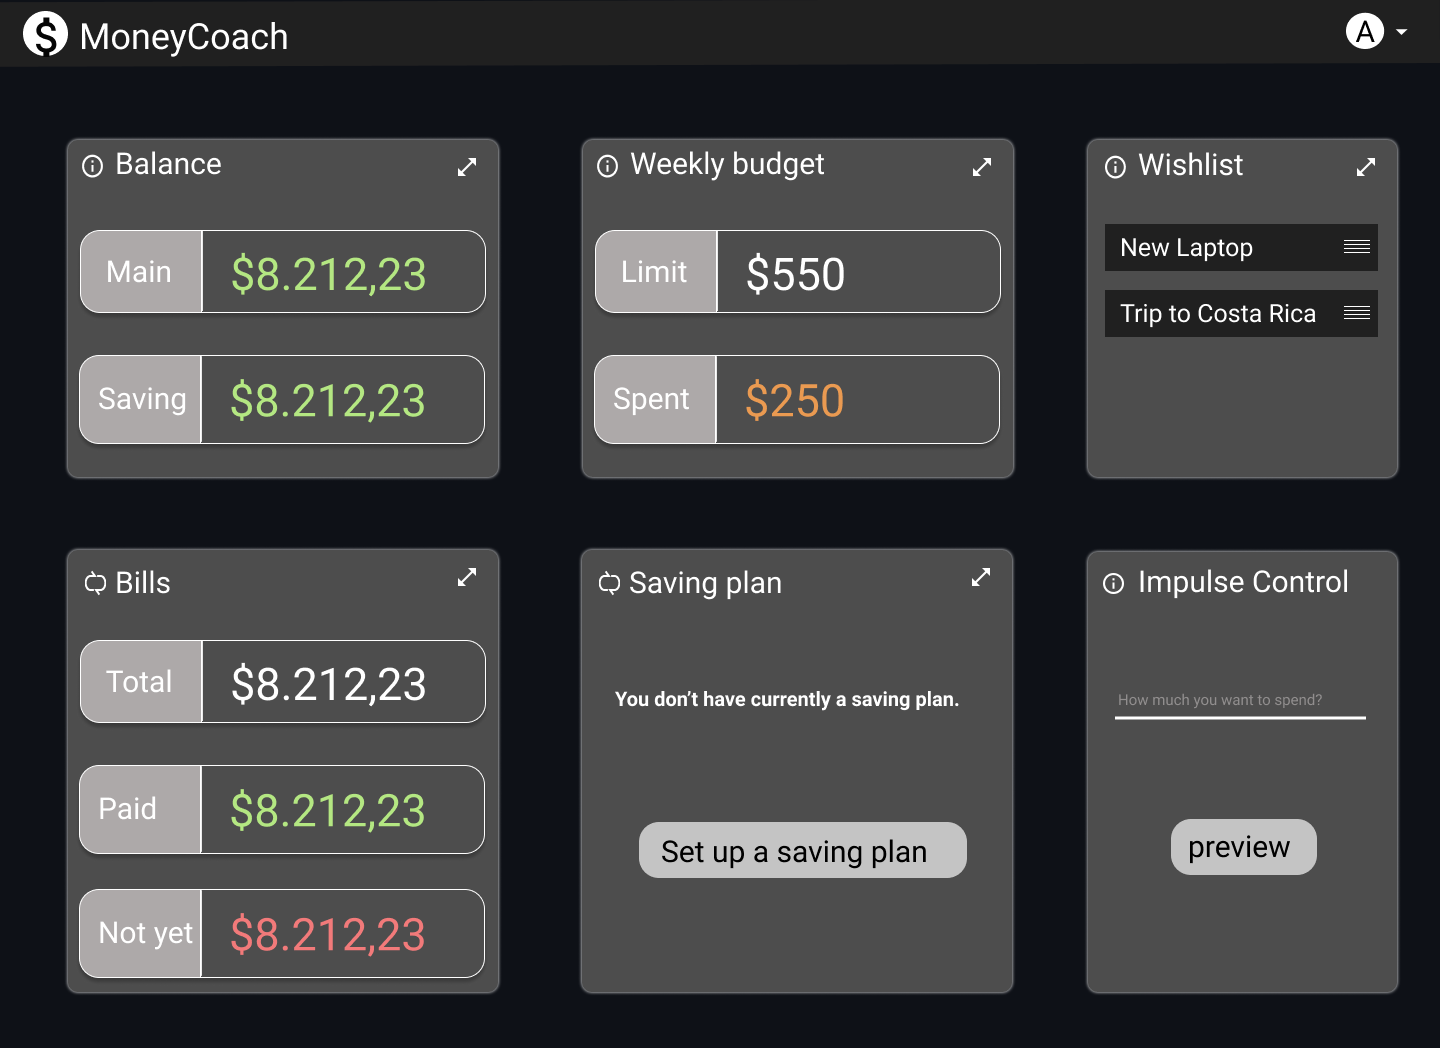 $ MoneyCoach
A
Balance
Main $8.212,23
Saving $8.212,23
Weekly budget
Limit $550
Spent $250
Wishlist
New Laptop
Trip to Costa Rica
Bills
Total $8.212,23
Paid $8.212,23
Not yet $8.212,23
Saving plan
You don’t have currently a saving plan.
Set up a saving plan
Impulse Control
How much you want to spend?
preview